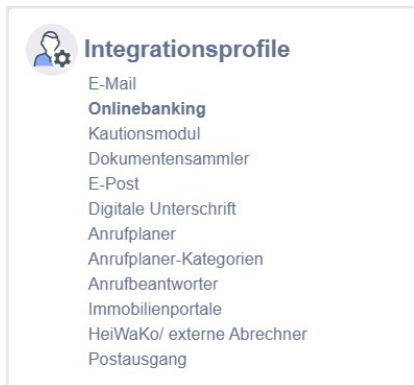 Integrationsprofile
E-Mail
Onlinebanking
Kautionsmodul
Dokumentensammler
E-Post
Digitale Unterschrift
Anrufplaner
Anrufplaner-Kategorien
Anrufbeantworter
Immobilienportale
HeiWaKo/ externe Abrechner
Postausgang